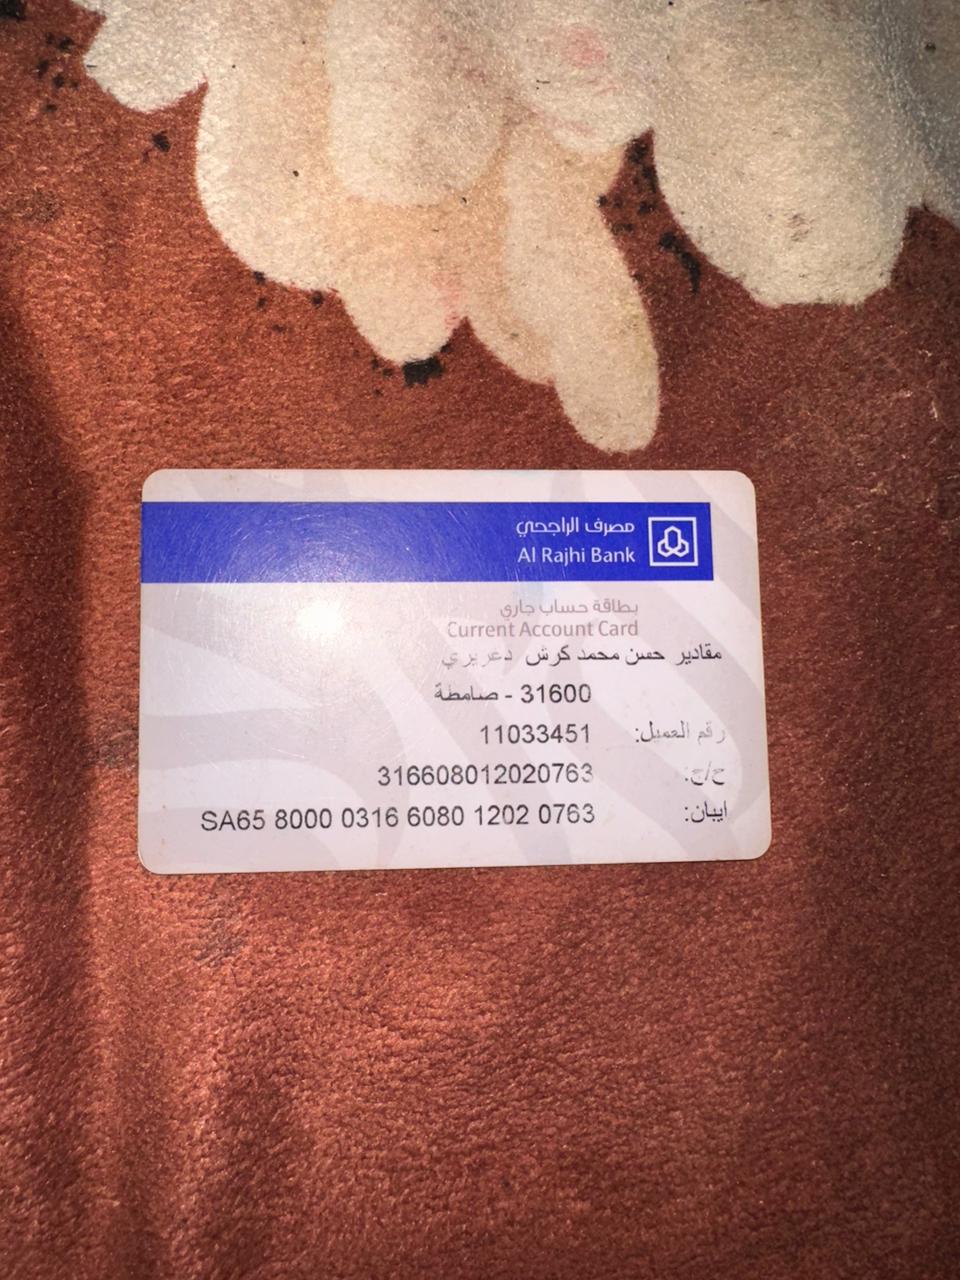 مصرف الراجحي
Al Rajhi Bank
بطاقة حساب جاري
Current Account Card
مقادير حسن محمد كرش دعريري
31600 - صامطة
رقم العميل: 11033451
ح/ج: 316608012020763
ايبان: SA65 8000 0316 6080 1202 0763